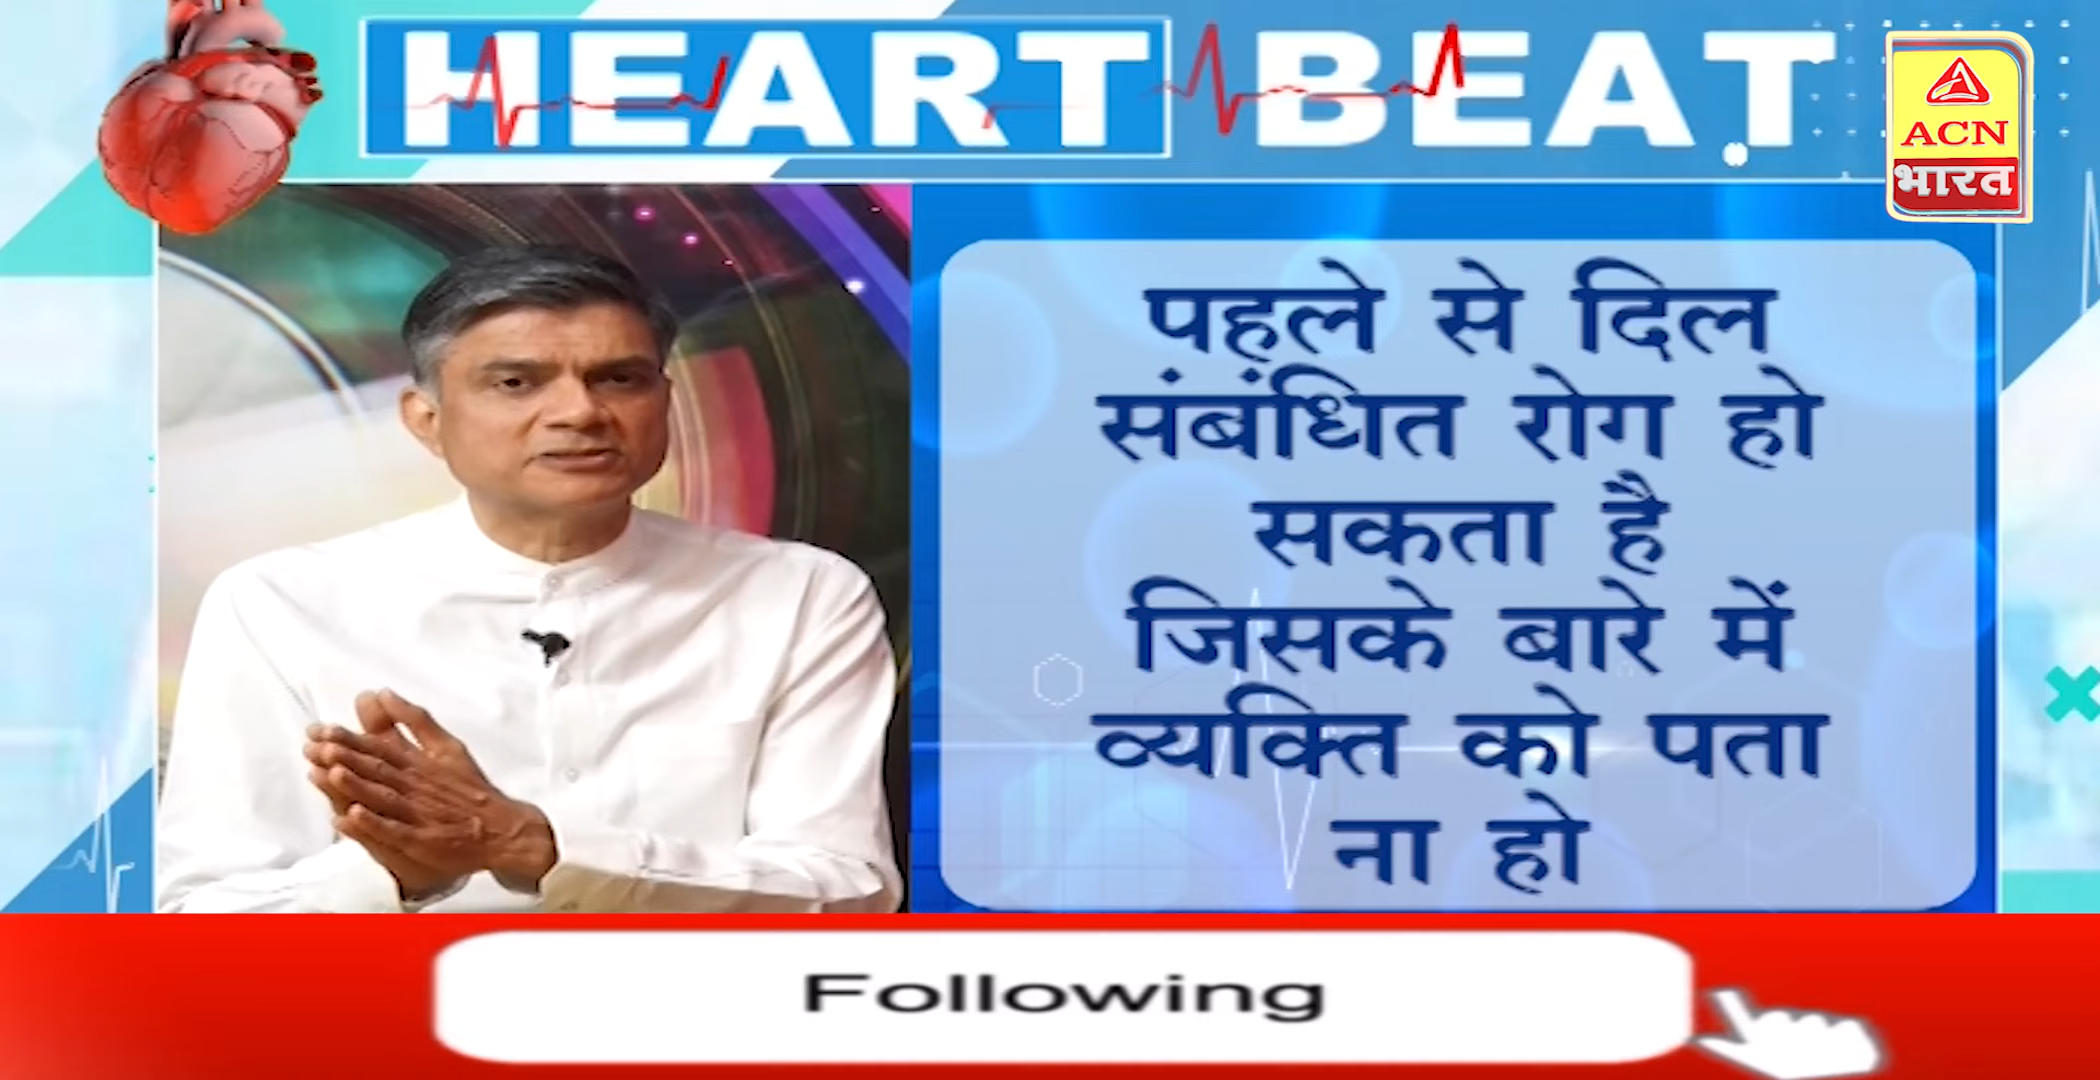 HEART BEAT
ACN
भारत
पहले से दिल
संबंधित रोग हो
सकता है
जिसके बारे में
व्यक्ति को पता
ना हो
Following